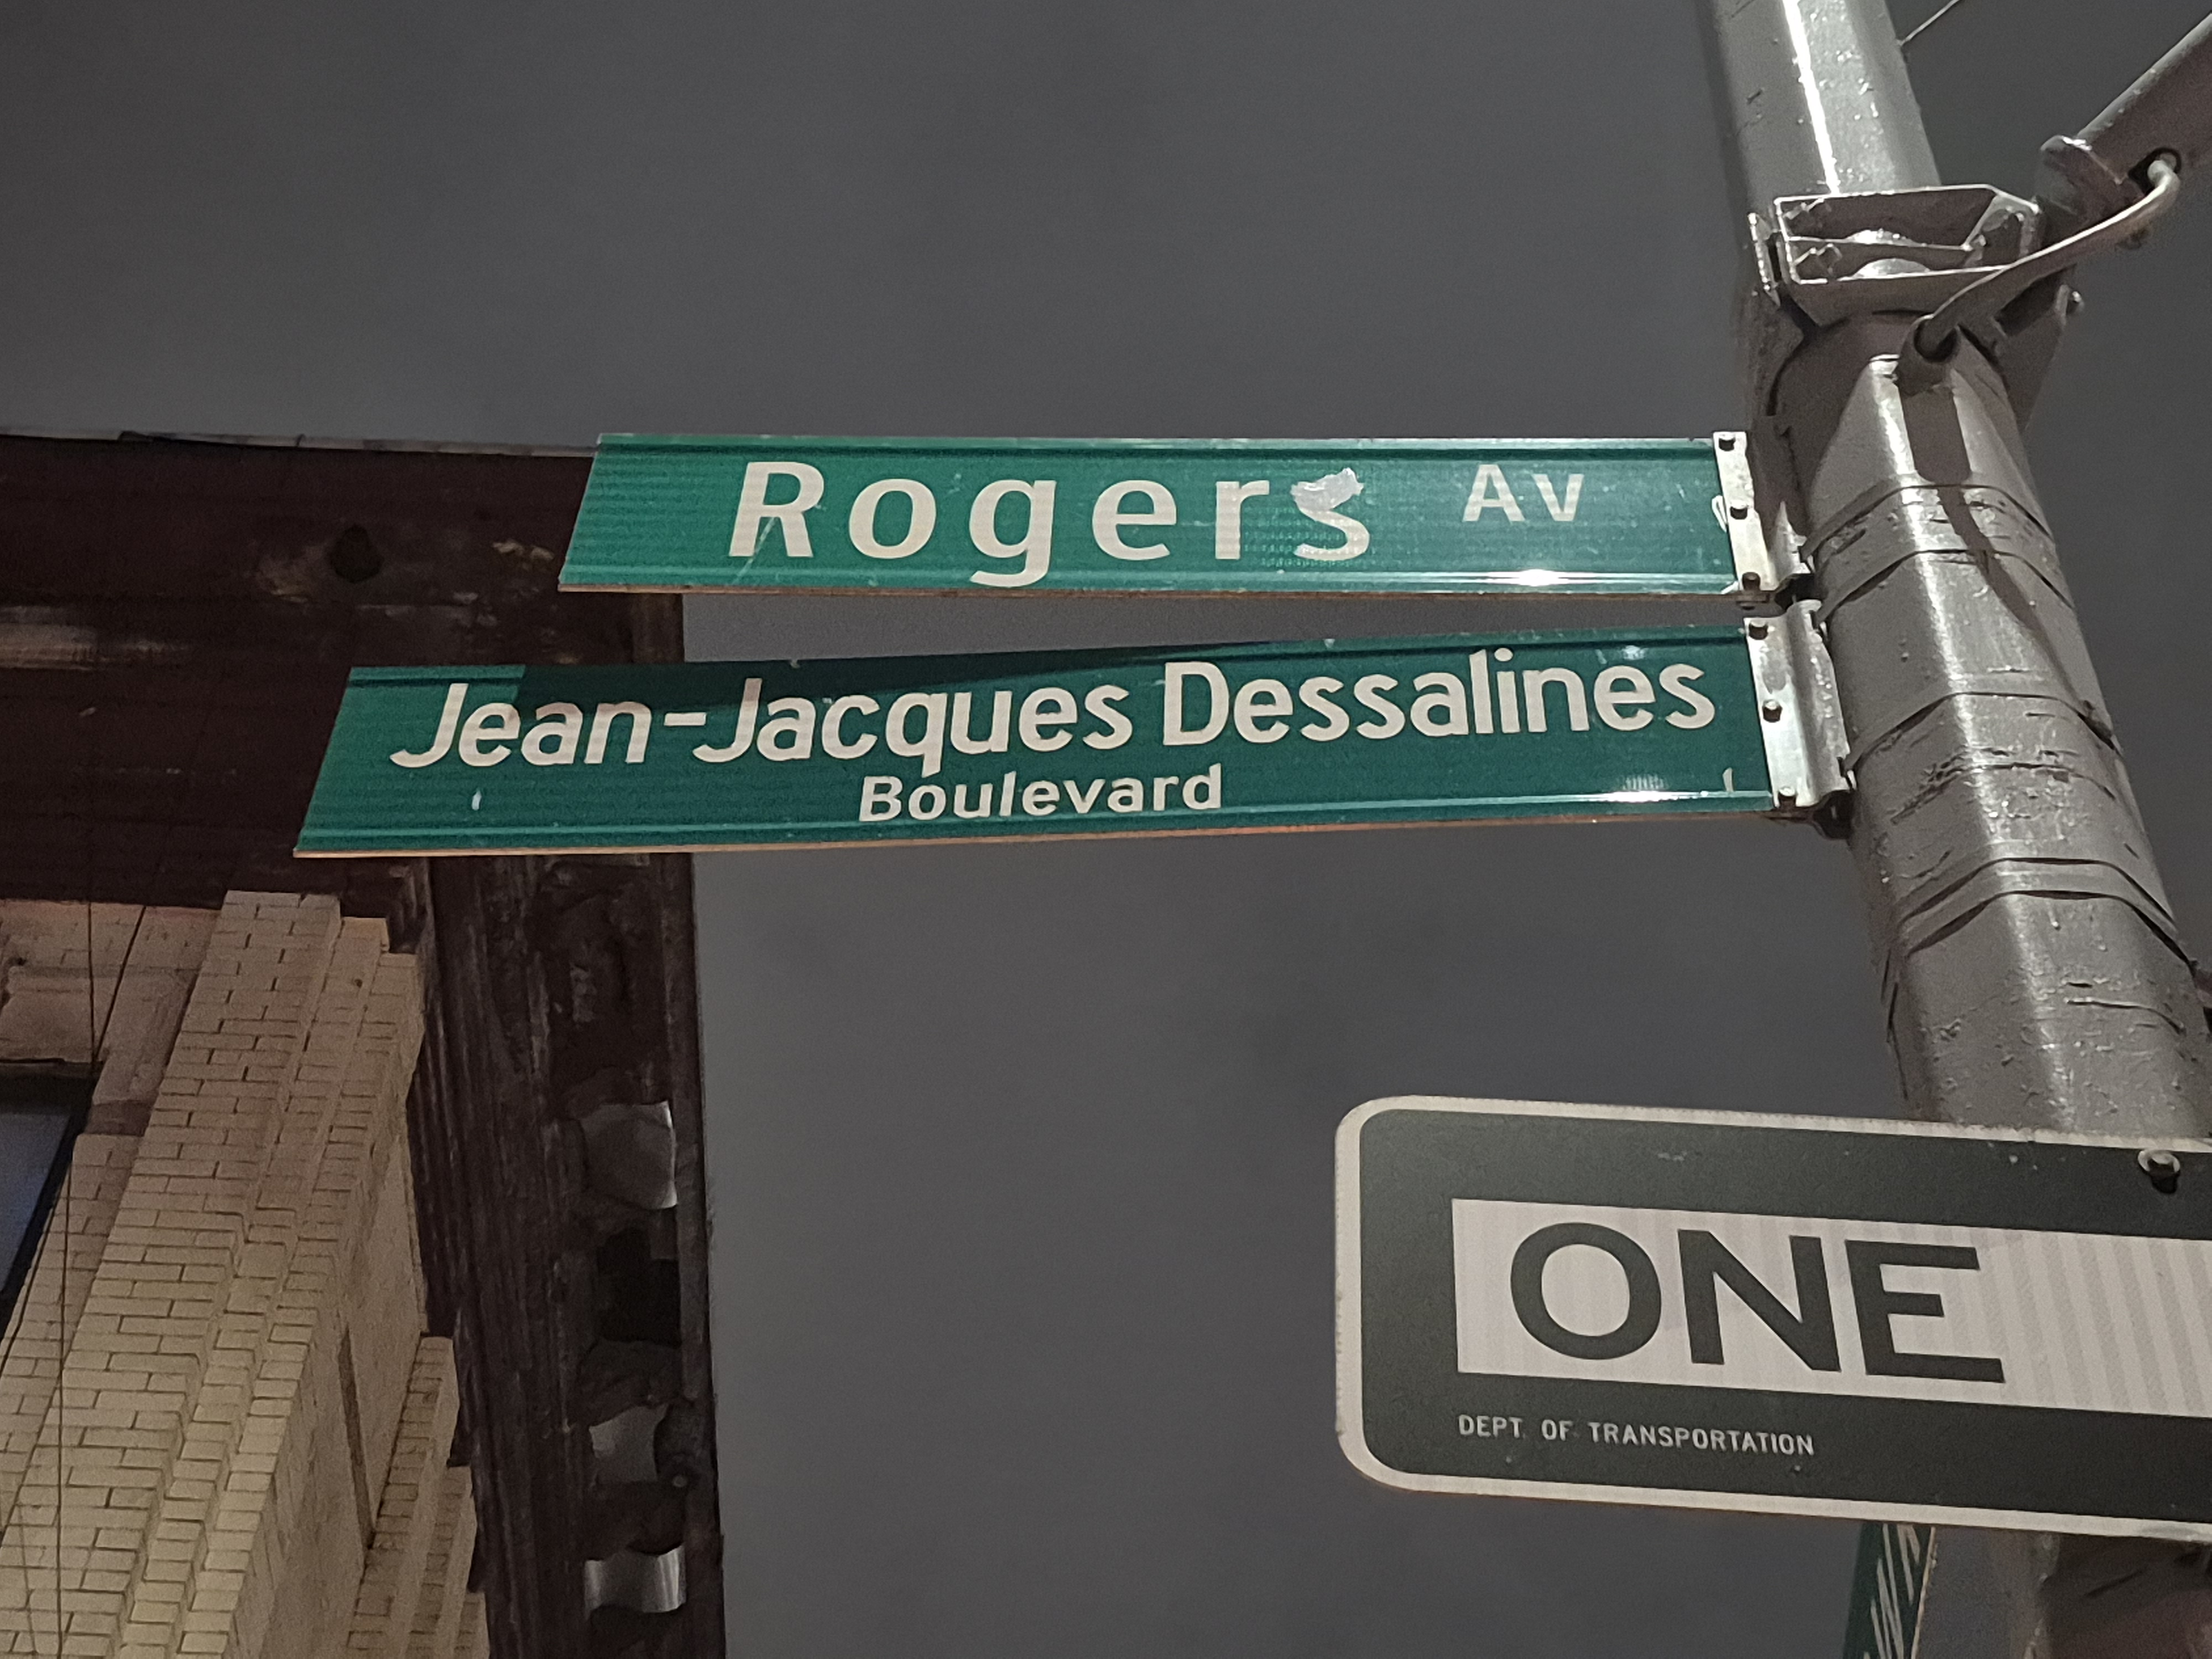 Rogers Av
Jean-Jacques Dessalines
Boulevard
ONE
DEPT. OF TRANSPORTATION